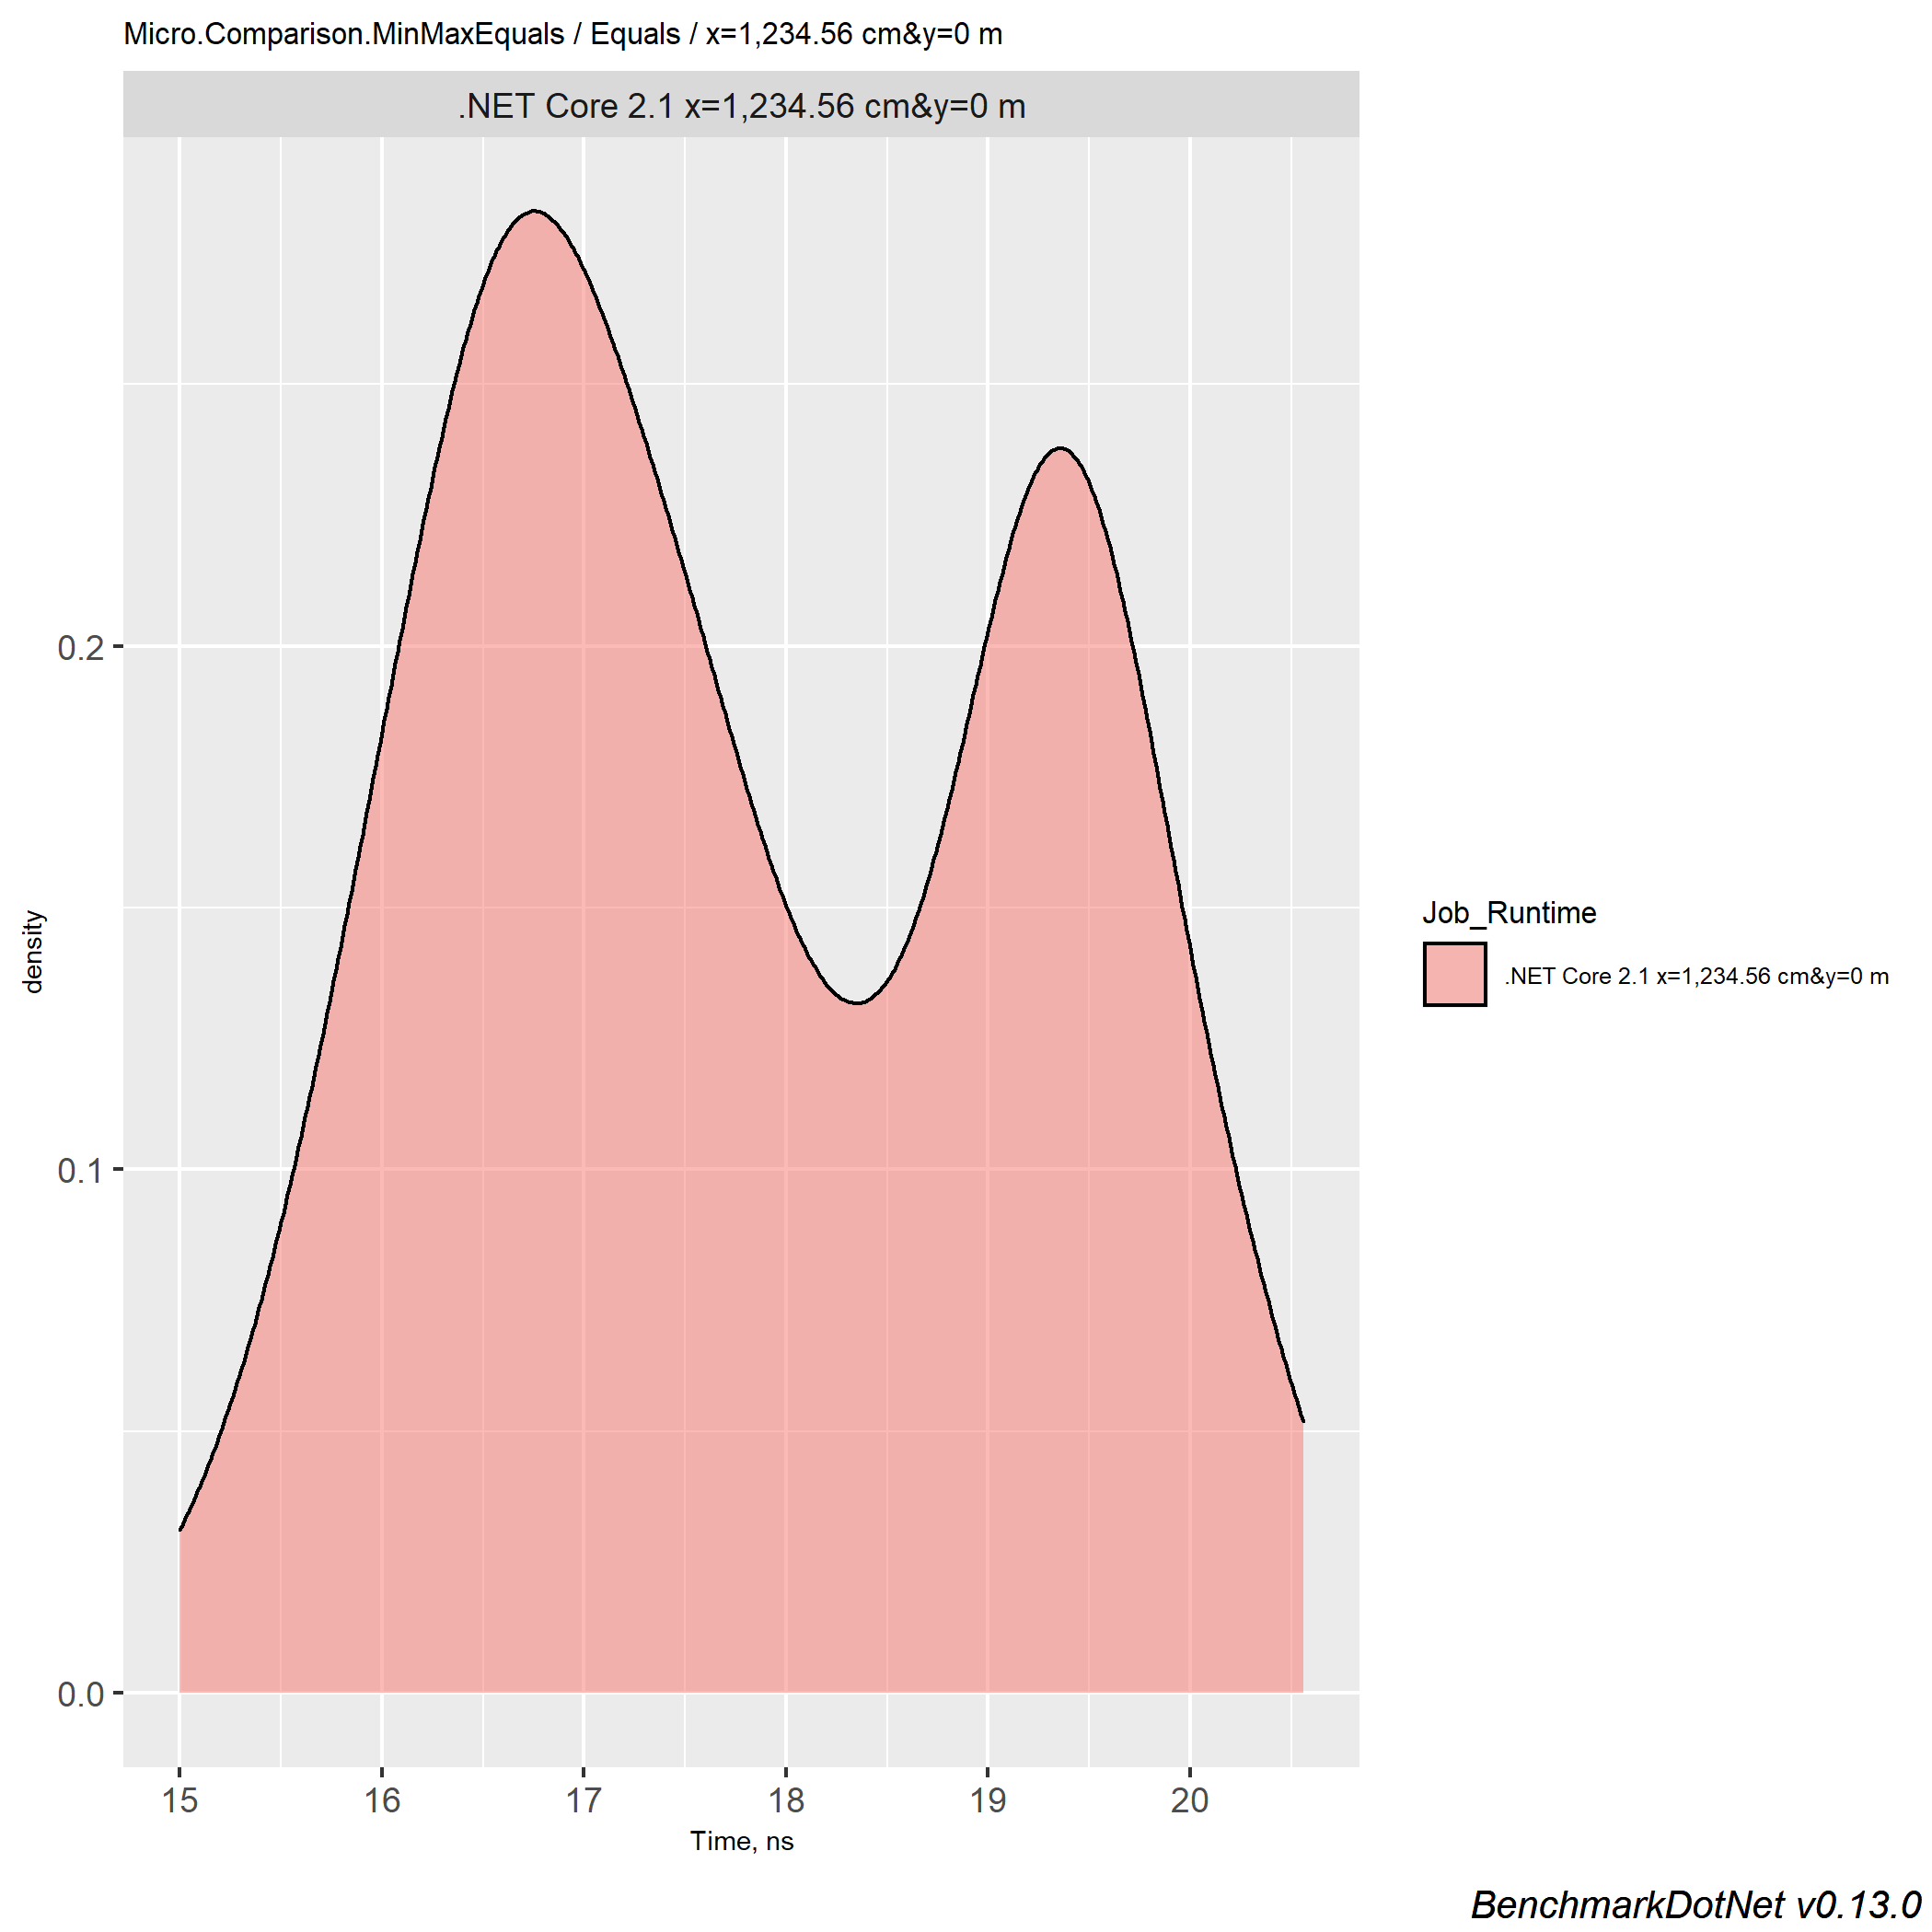 Micro.Comparison.MinMaxEquals / Equals / x=1,234.56 cm&y=0 m
.NET Core 2.1 x=1,234.56 cm&y=0 m
0.2
0.1
0.0
density
15 16 17 18 19 20
Time, ns
Job_Runtime
.NET Core 2.1 x=1,234.56 cm&y=0 m
BenchmarkDotNet v0.13.0